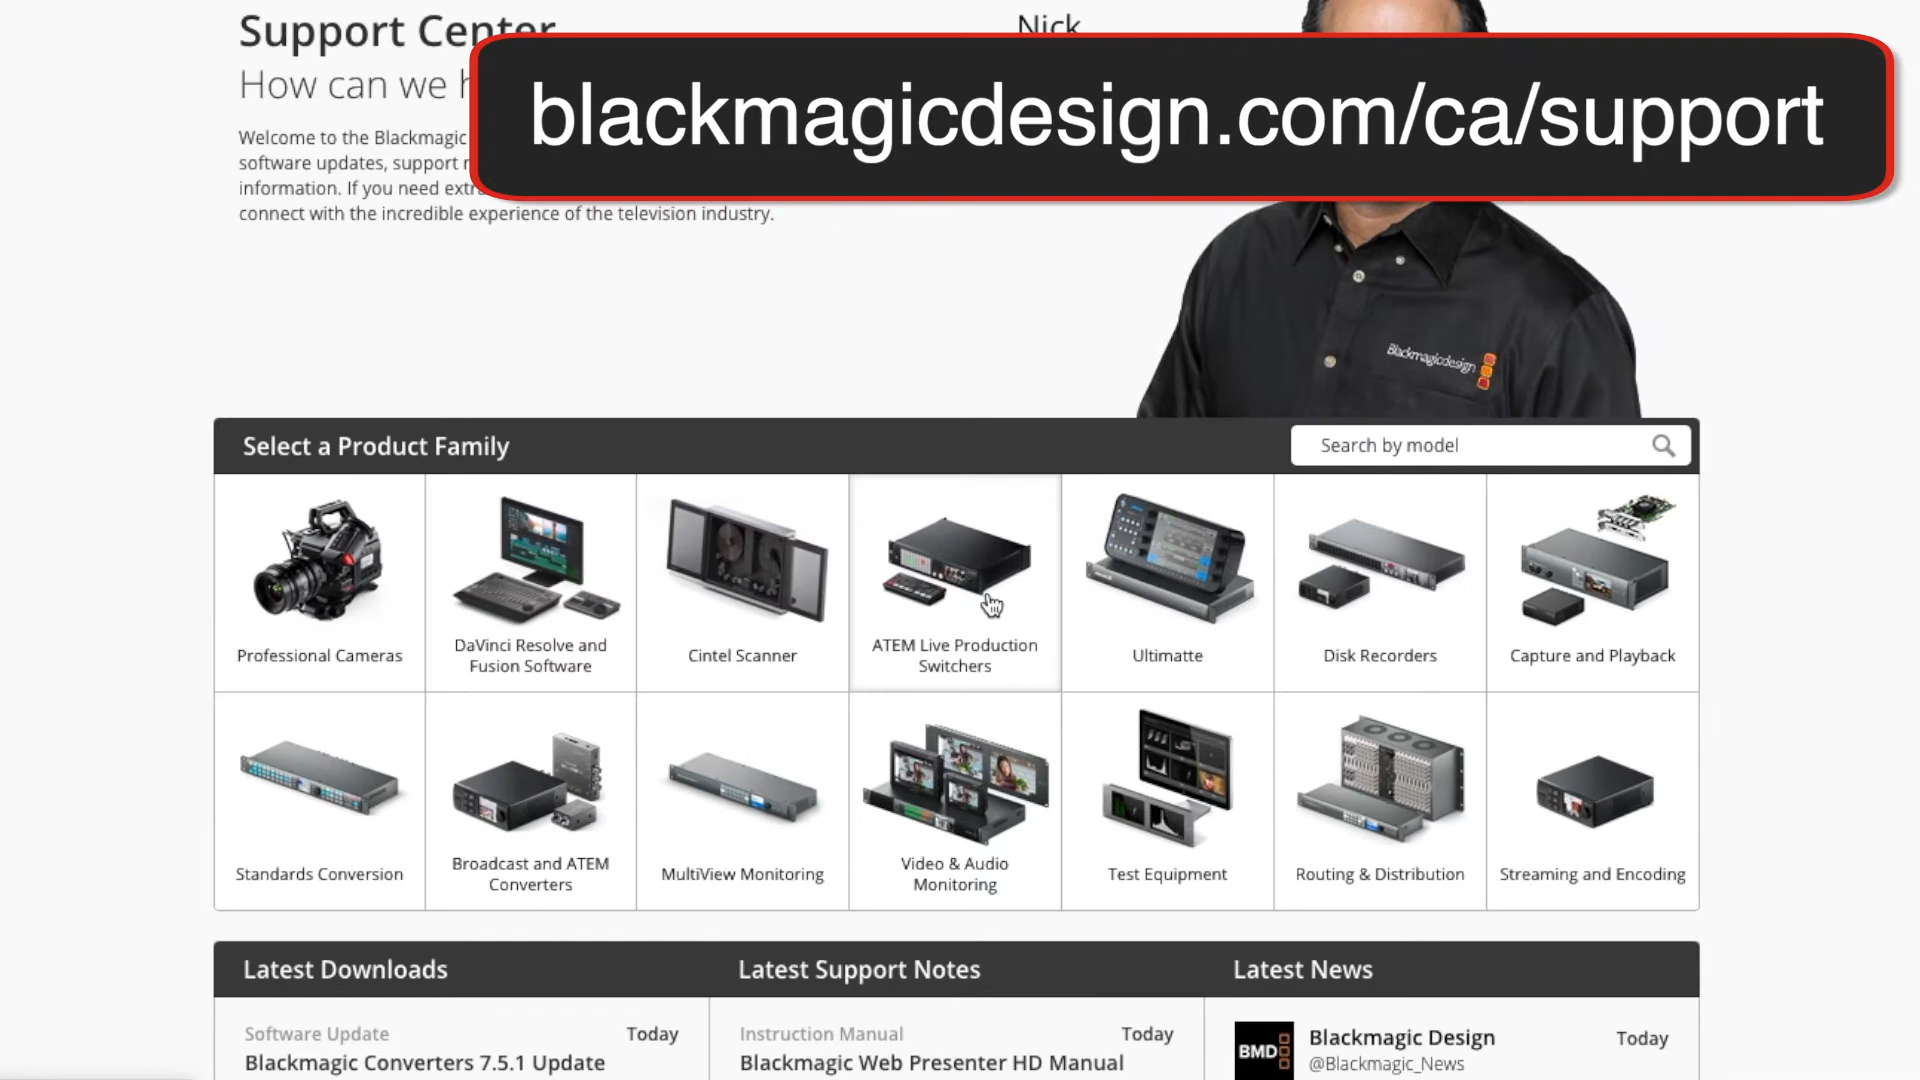 Support Center
Nick
blackmagicdesign.com/ca/support
How can we
Welcome to the Blackmagic
software updates, support
information. If you need
connect with the incredible experience of the television industry.
Blackmagicdesign
Select a Product Family
Search by model
Professional Cameras
DaVinci Resolve and
Fusion Software
Cintel Scanner
ATEM Live Production
Switchers
Ultimatte
Disk Recorders
Capture and Playback
Standards Conversion
Broadcast and ATEM
Converters
MultiView Monitoring
Video & Audio
Monitoring
Test Equipment
Routing & Distribution
Streaming and Encoding
Latest Downloads
Latest Support Notes
Latest News
Software Update
Today
Blackmagic Converters 7.5.1 Update
Instruction Manual
Today
Blackmagic Web Presenter HD Manual
BMD
Blackmagic Design
Today
@Blackmagic_News